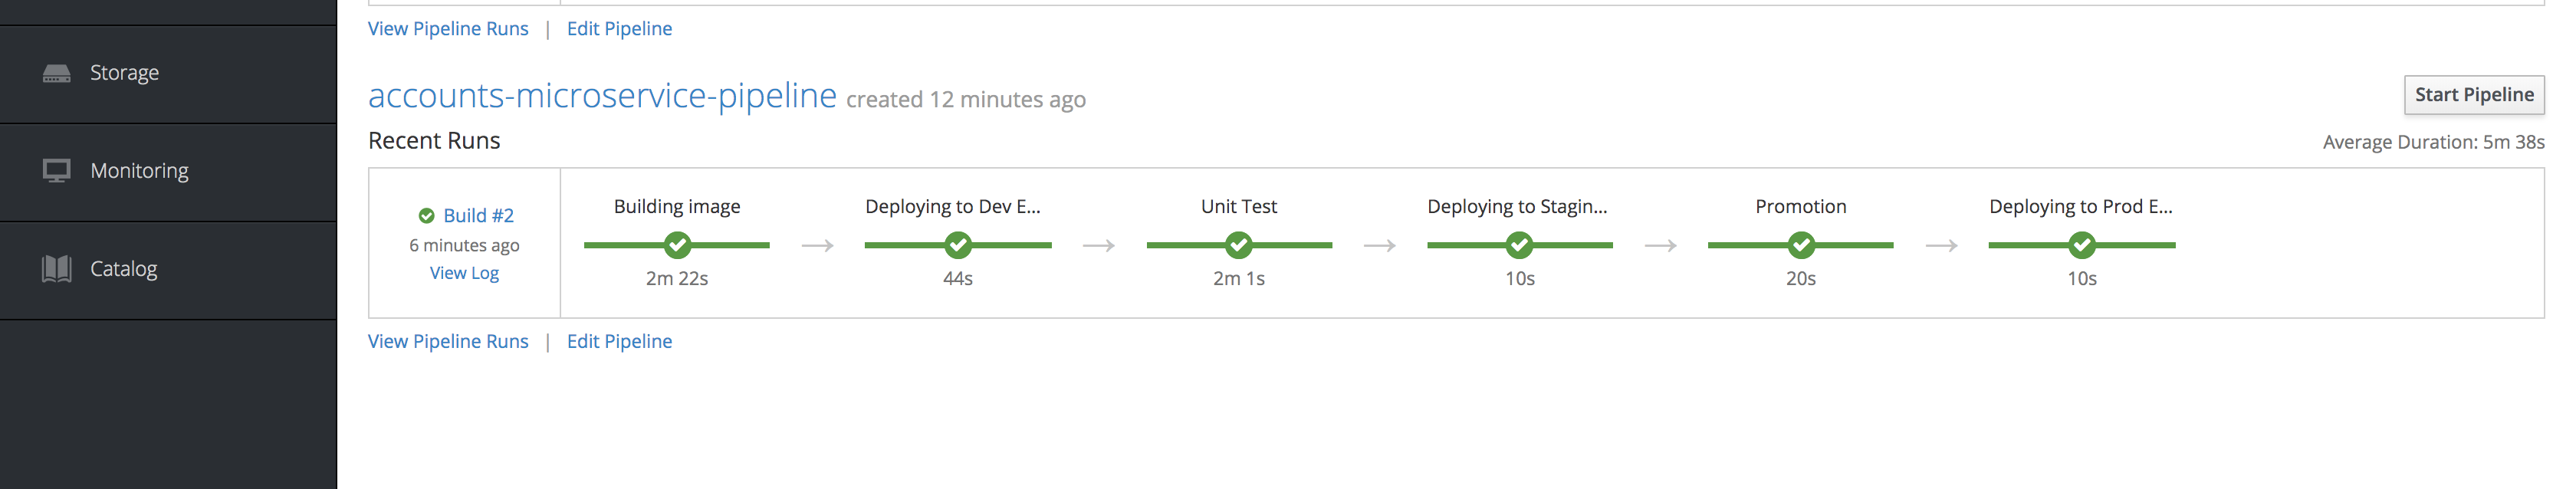 Storage
Monitoring
Catalog
View Pipeline Runs | Edit Pipeline
accounts-microservice-pipeline created 12 minutes ago
Start Pipeline
Recent Runs
Average Duration: 5m 38s
Build #2
6 minutes ago
View Log
Building image
2m 22s
Deploying to Dev E...
44s
Unit Test
2m 1s
Deploying to Stagin...
10s
Promotion
20s
Deploying to Prod E...
10s
View Pipeline Runs | Edit Pipeline